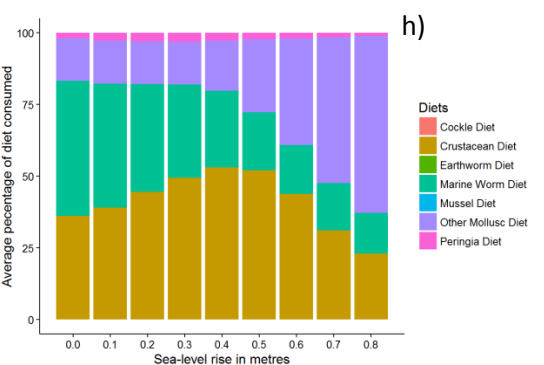 h)
100
75
50
25
0
Average pecentage of diet consumed
0.0 0.1 0.2 0.3 0.4 0.5 0.6 0.7 0.8
Sea-level rise in metres
Diets
Cockle Diet
Crustacean Diet
Earthworm Diet
Marine Worm Diet
Mussel Diet
Other Mollusc Diet
Peringia Diet